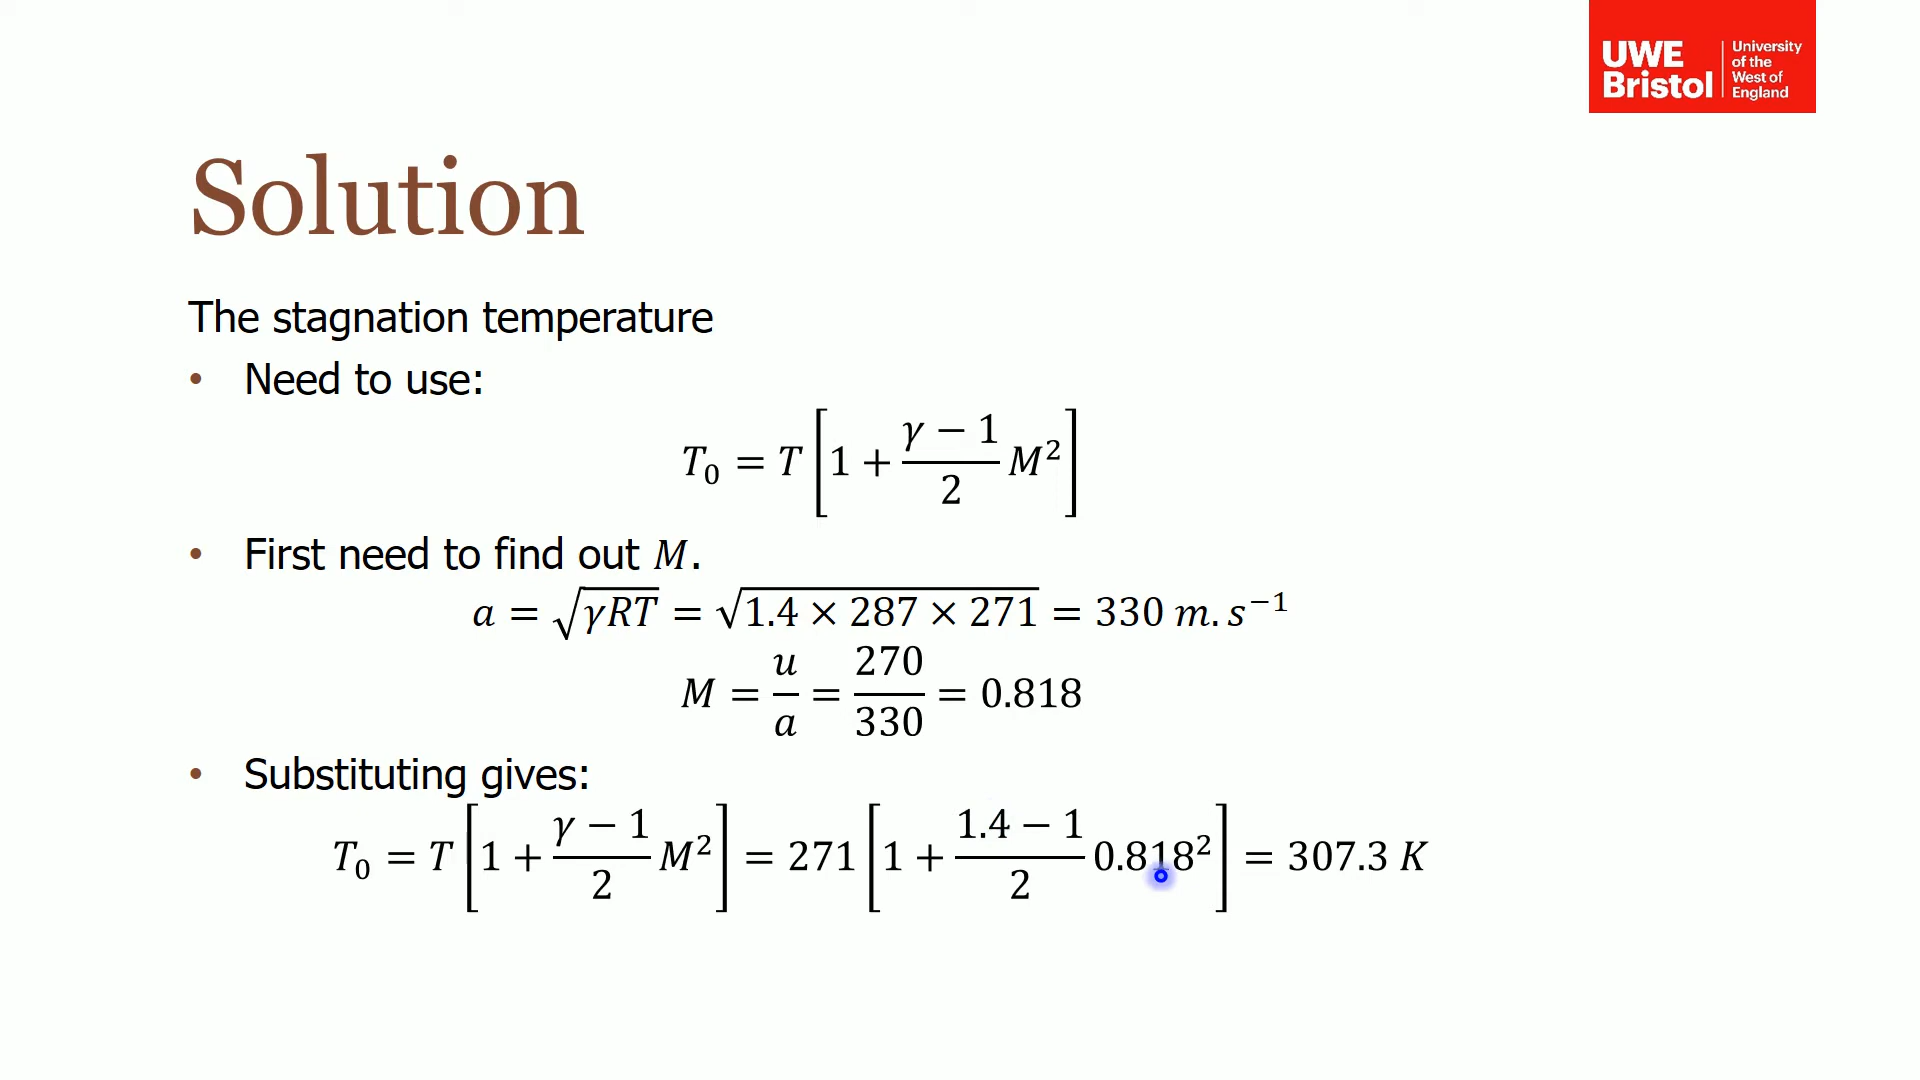 UWE Bristol | University of the West of England
Solution
The stagnation temperature
• Need to use:
T₀ = T [1 + (γ − 1)/2 M²]
• First need to find out M.
a = √(γRT) = √(1.4 × 287 × 271) = 330 m.s⁻¹
M = u/a = 270/330 = 0.818
• Substituting gives:
T₀ = T [1 + (γ − 1)/2 M²] = 271 [1 + (1.4 − 1)/2 0.818²] = 307.3 K